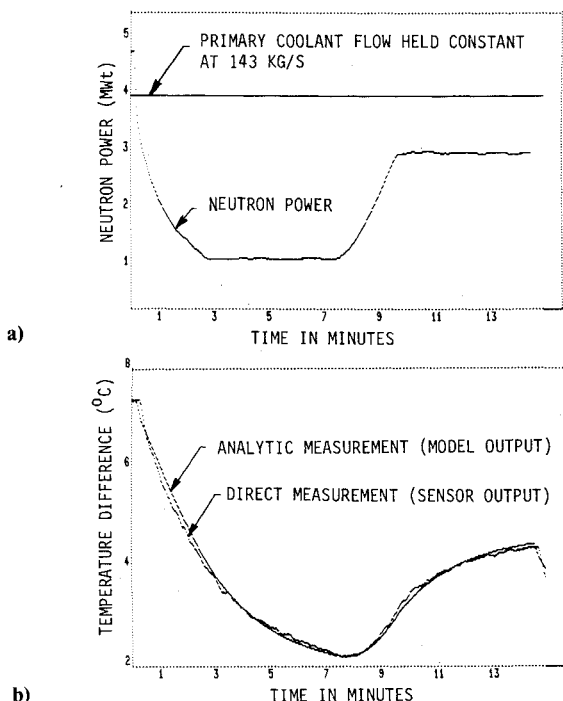 5
PRIMARY COOLANT FLOW HELD CONSTANT
AT 143 KG/S
4
3
2
1
NEUTRON POWER (MWt)
NEUTRON POWER
1 3 5 7 9 11 13
TIME IN MINUTES
a)
8
6
4
2
TEMPERATURE DIFFERENCE (°C)
ANALYTIC MEASUREMENT (MODEL OUTPUT)
DIRECT MEASUREMENT (SENSOR OUTPUT)
1 3 5 7 9 11 13
TIME IN MINUTES
b)